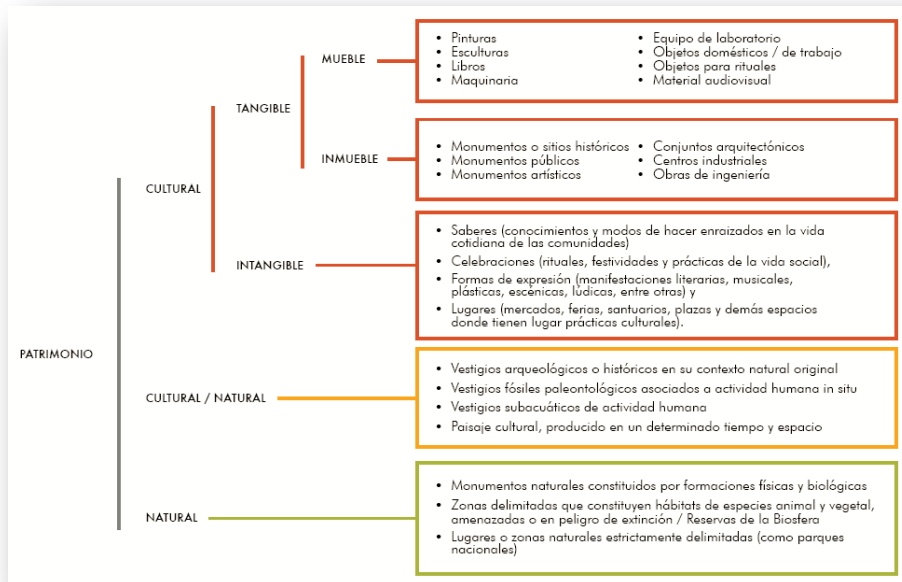 PATRIMONIO
CULTURAL
TANGIBLE
MUEBLE
• Pinturas
• Esculturas
• Libros
• Maquinaria
• Equipo de laboratorio
• Objetos domésticos / de trabajo
• Objetos para rituales
• Material audiovisual
INMUEBLE
• Monumentos o sitios históricos
• Monumentos públicos
• Monumentos artísticos
• Conjuntos arquitectónicos
• Centros industriales
• Obras de ingeniería
INTANGIBLE
• Saberes (conocimientos y modos de hacer enraizados en la vida
cotidiana de las comunidades)
• Celebraciones (rituales, festividades y prácticas de la vida social),
• Formas de expresión (manifestaciones literarias, musicales,
plásticas, escénicas, lúdicas, entre otras) y
• Lugares (mercados, ferias, santuarios, plazas y demás espacios
donde tienen lugar prácticas culturales).
CULTURAL / NATURAL
• Vestigios arqueológicos o históricos en su contexto natural original
• Vestigios fósiles paleontológicos asociados a actividad humana in situ
• Vestigios subacuáticos de actividad humana
• Paisaje cultural, producido en un determinado tiempo y espacio
NATURAL
• Monumentos naturales constituidos por formaciones físicas y biológicas
• Zonas delimitadas que constituyen hábitats de especies animal y vegetal,
amenazadas o en peligro de extinción / Reservas de la Biosfera
• Lugares o zonas naturales estrictamente delimitadas (como parques
nacionales)